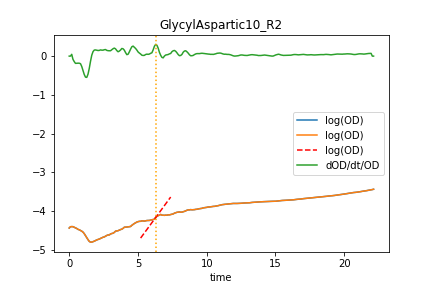 GlycylAspartic10_R2
0
−1
−2
−3
−4
−5
log(OD)
log(OD)
log(OD)
dOD/dt/OD
0 5 10 15 20
time